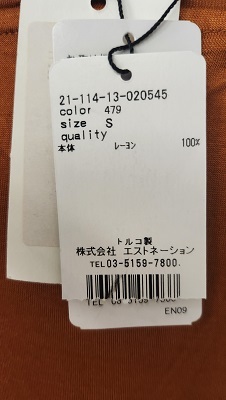 21-114-13-020545
color 479
size S
quality
本体 レーヨン 100%
トルコ製
株式会社 エストネーション
TEL03-5159-7800.
EN09